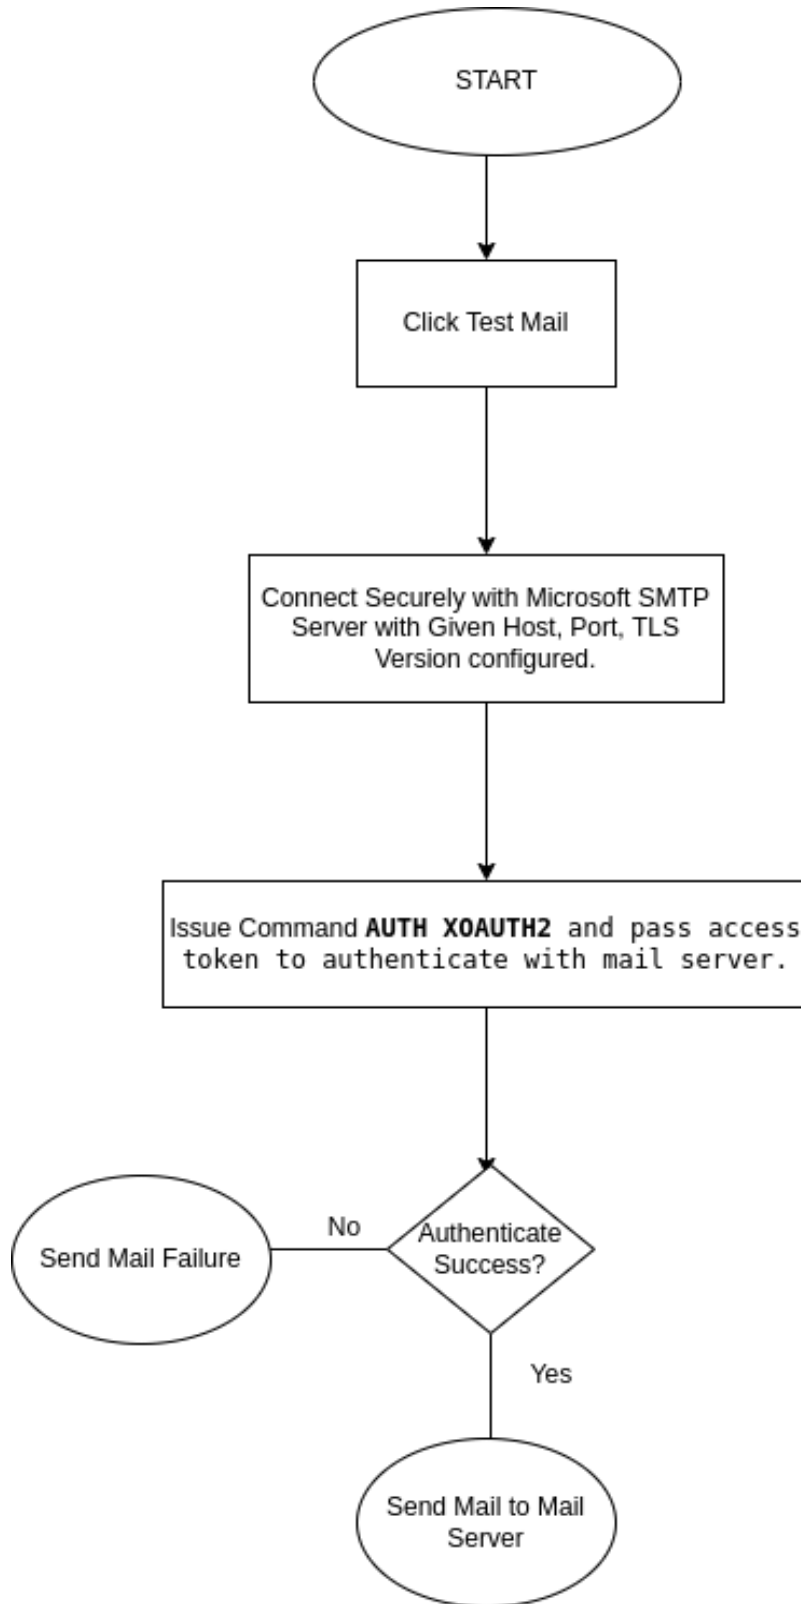 START
Click Test Mail
Connect Securely with Microsoft SMTP
Server with Given Host, Port, TLS
Version configured.
Issue Command AUTH XOAUTH2 and pass access
token to authenticate with mail server.
Authenticate
Success?
No
Send Mail Failure
Yes
Send Mail to Mail
Server